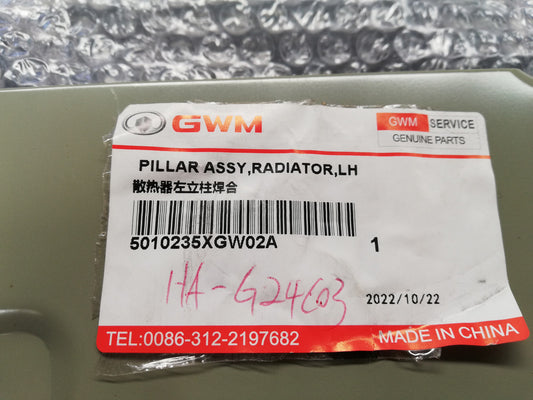 GWM
GWM SERVICE
GENUINE PARTS
PILLAR ASSY,RADIATOR,LH
散热器左立柱焊合
5010235XGW02A 1
HA-G24C03
2022/10/22
TEL:0086-312-2197682
MADE IN CHINA